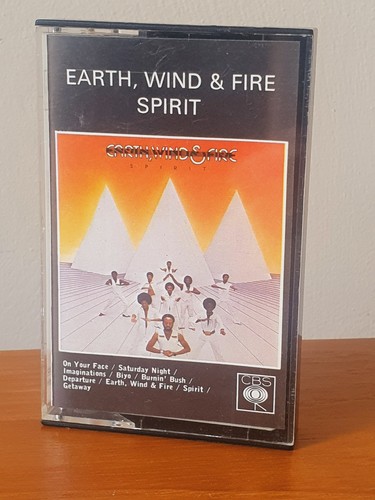 EARTH, WIND & FIRE
SPIRIT
EARTH, WIND & FIRE
SPIRIT
On Your Face / Saturday Night /
Imaginations / Biyo / Burnin' Bush /
Departure / Earth, Wind & Fire / Spirit /
Getaway
CBS